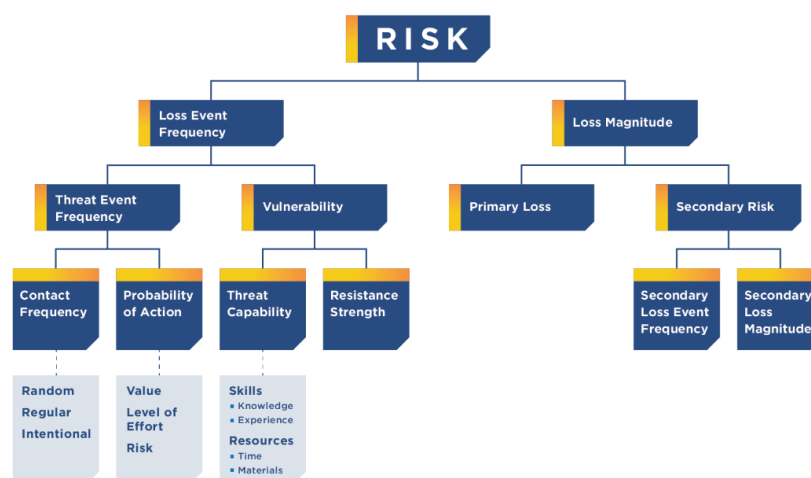 RISK
Loss Event
Frequency
Loss Magnitude
Threat Event
Frequency
Vulnerability
Primary Loss
Secondary Risk
Contact
Frequency
Probability
of Action
Threat
Capability
Resistance
Strength
Secondary
Loss Event
Frequency
Secondary
Loss
Magnitude
Random
Regular
Intentional
Value
Level of
Effort
Risk
Skills
▪ Knowledge
▪ Experience
Resources
▪ Time
▪ Materials